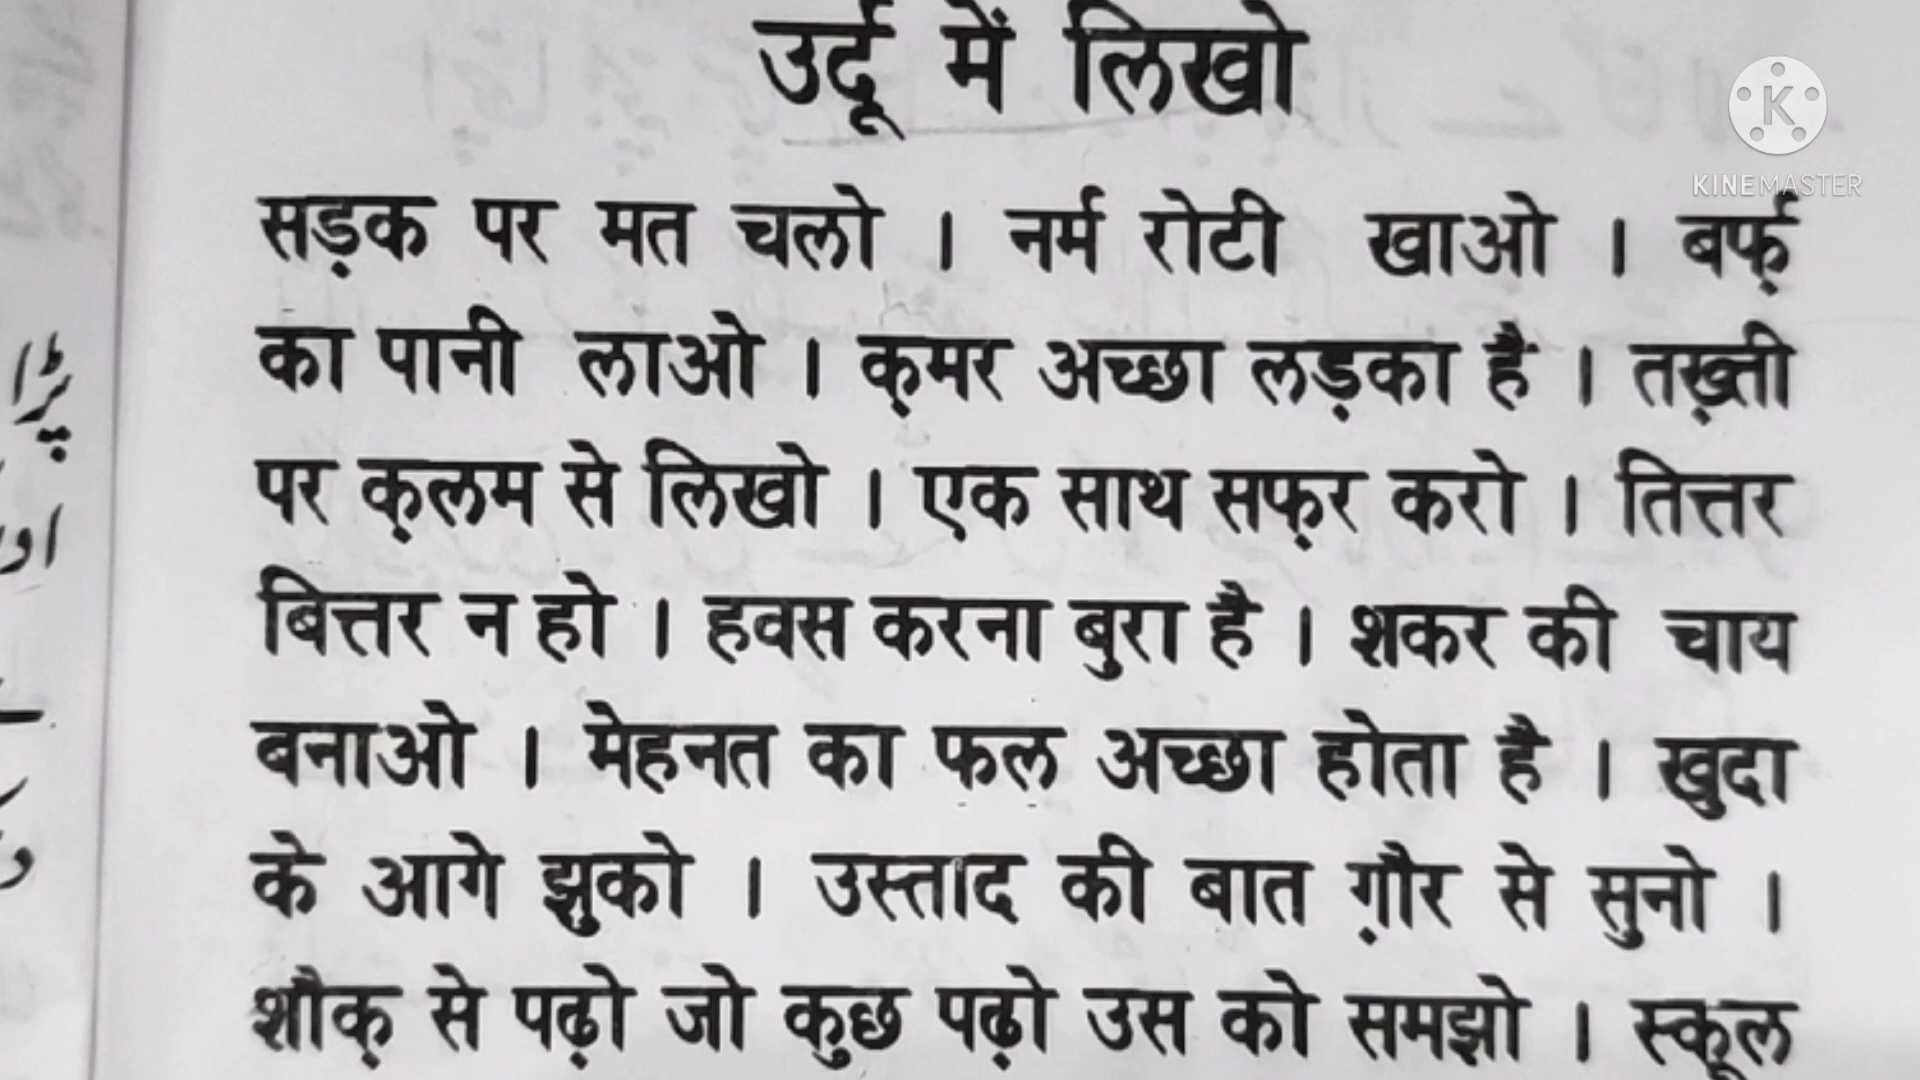 उर्दू में लिखो
KINEMASTER
सड़क पर मत चलो । नर्म रोटी खाओ । बर्फ़
का पानी लाओ । क़मर अच्छा लड़का है । तख़्ती
पर क़लम से लिखो । एक साथ सफ़र करो । तित्तर
बित्तर न हो । हवस करना बुरा है । शकर की चाय
बनाओ । मेहनत का फल अच्छा होता है । खुदा
के आगे झुको । उस्ताद की बात ग़ौर से सुनो ।
शौक़ से पढ़ो जो कुछ पढ़ो उस को समझो । स्कूल